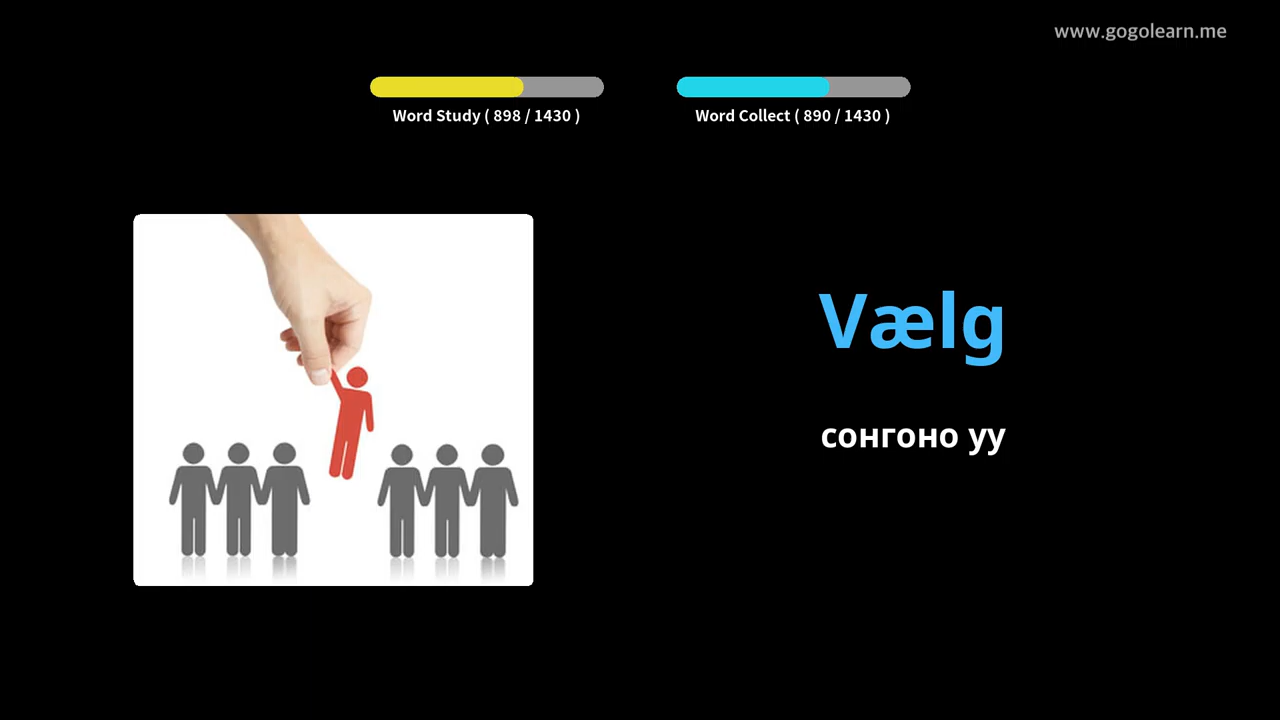 www.gogolearn.me
Word Study ( 898 / 1430 )
Word Collect ( 890 / 1430 )
Vælg
сонгоно уу